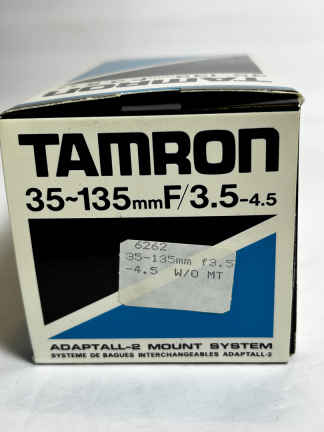 TAMRON
TAMRON
35~135mmF/3.5-4.5
6262
35-135mm f3.5
-4.5 W/O MT
ADAPTALL-2 MOUNT SYSTEM
SYSTEME DE BAGUES INTERCHANGEABLES ADAPTALL-2